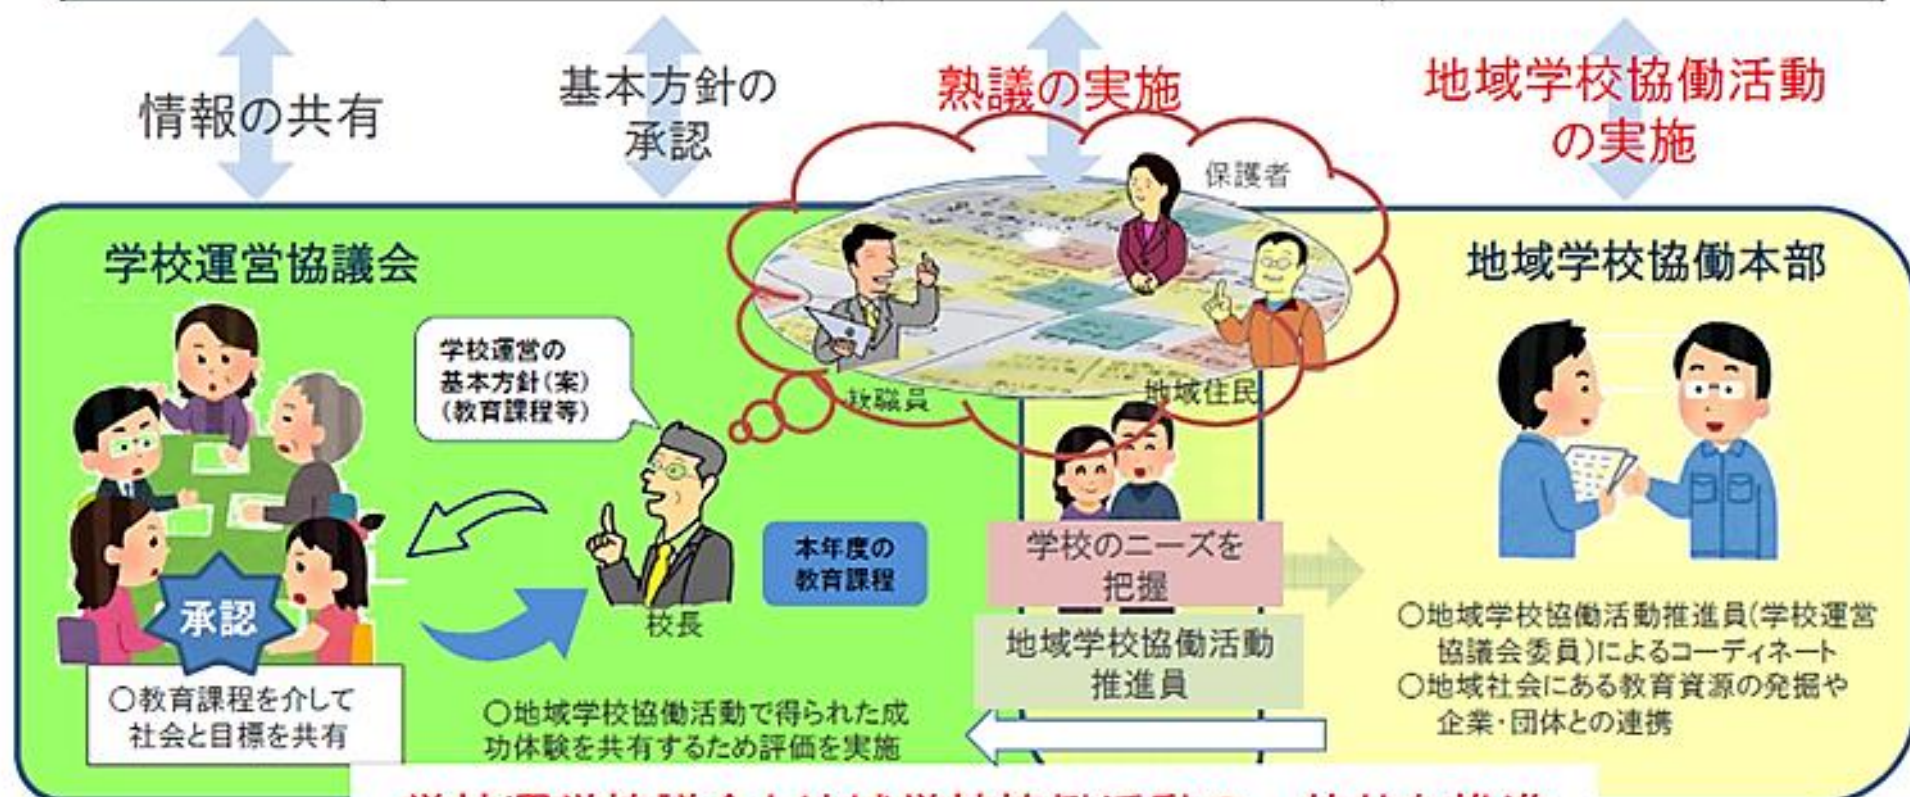 情報の共有
基本方針の
承認
熟議の実施
地域学校協働活動
の実施
保護者
学校運営協議会
地域学校協働本部
学校運営の
基本方針(案)
(教育課程等)
教職員
地域住民
本年度の
教育課程
学校のニーズを
把握
承認
校長
地域学校協働活動
推進員
○教育課程を介して
社会と目標を共有
○地域学校協働活動で得られた成
功体験を共有するため評価を実施
○地域学校協働活動推進員(学校運営
協議会委員)によるコーディネート
○地域社会にある教育資源の発掘や
企業・団体との連携